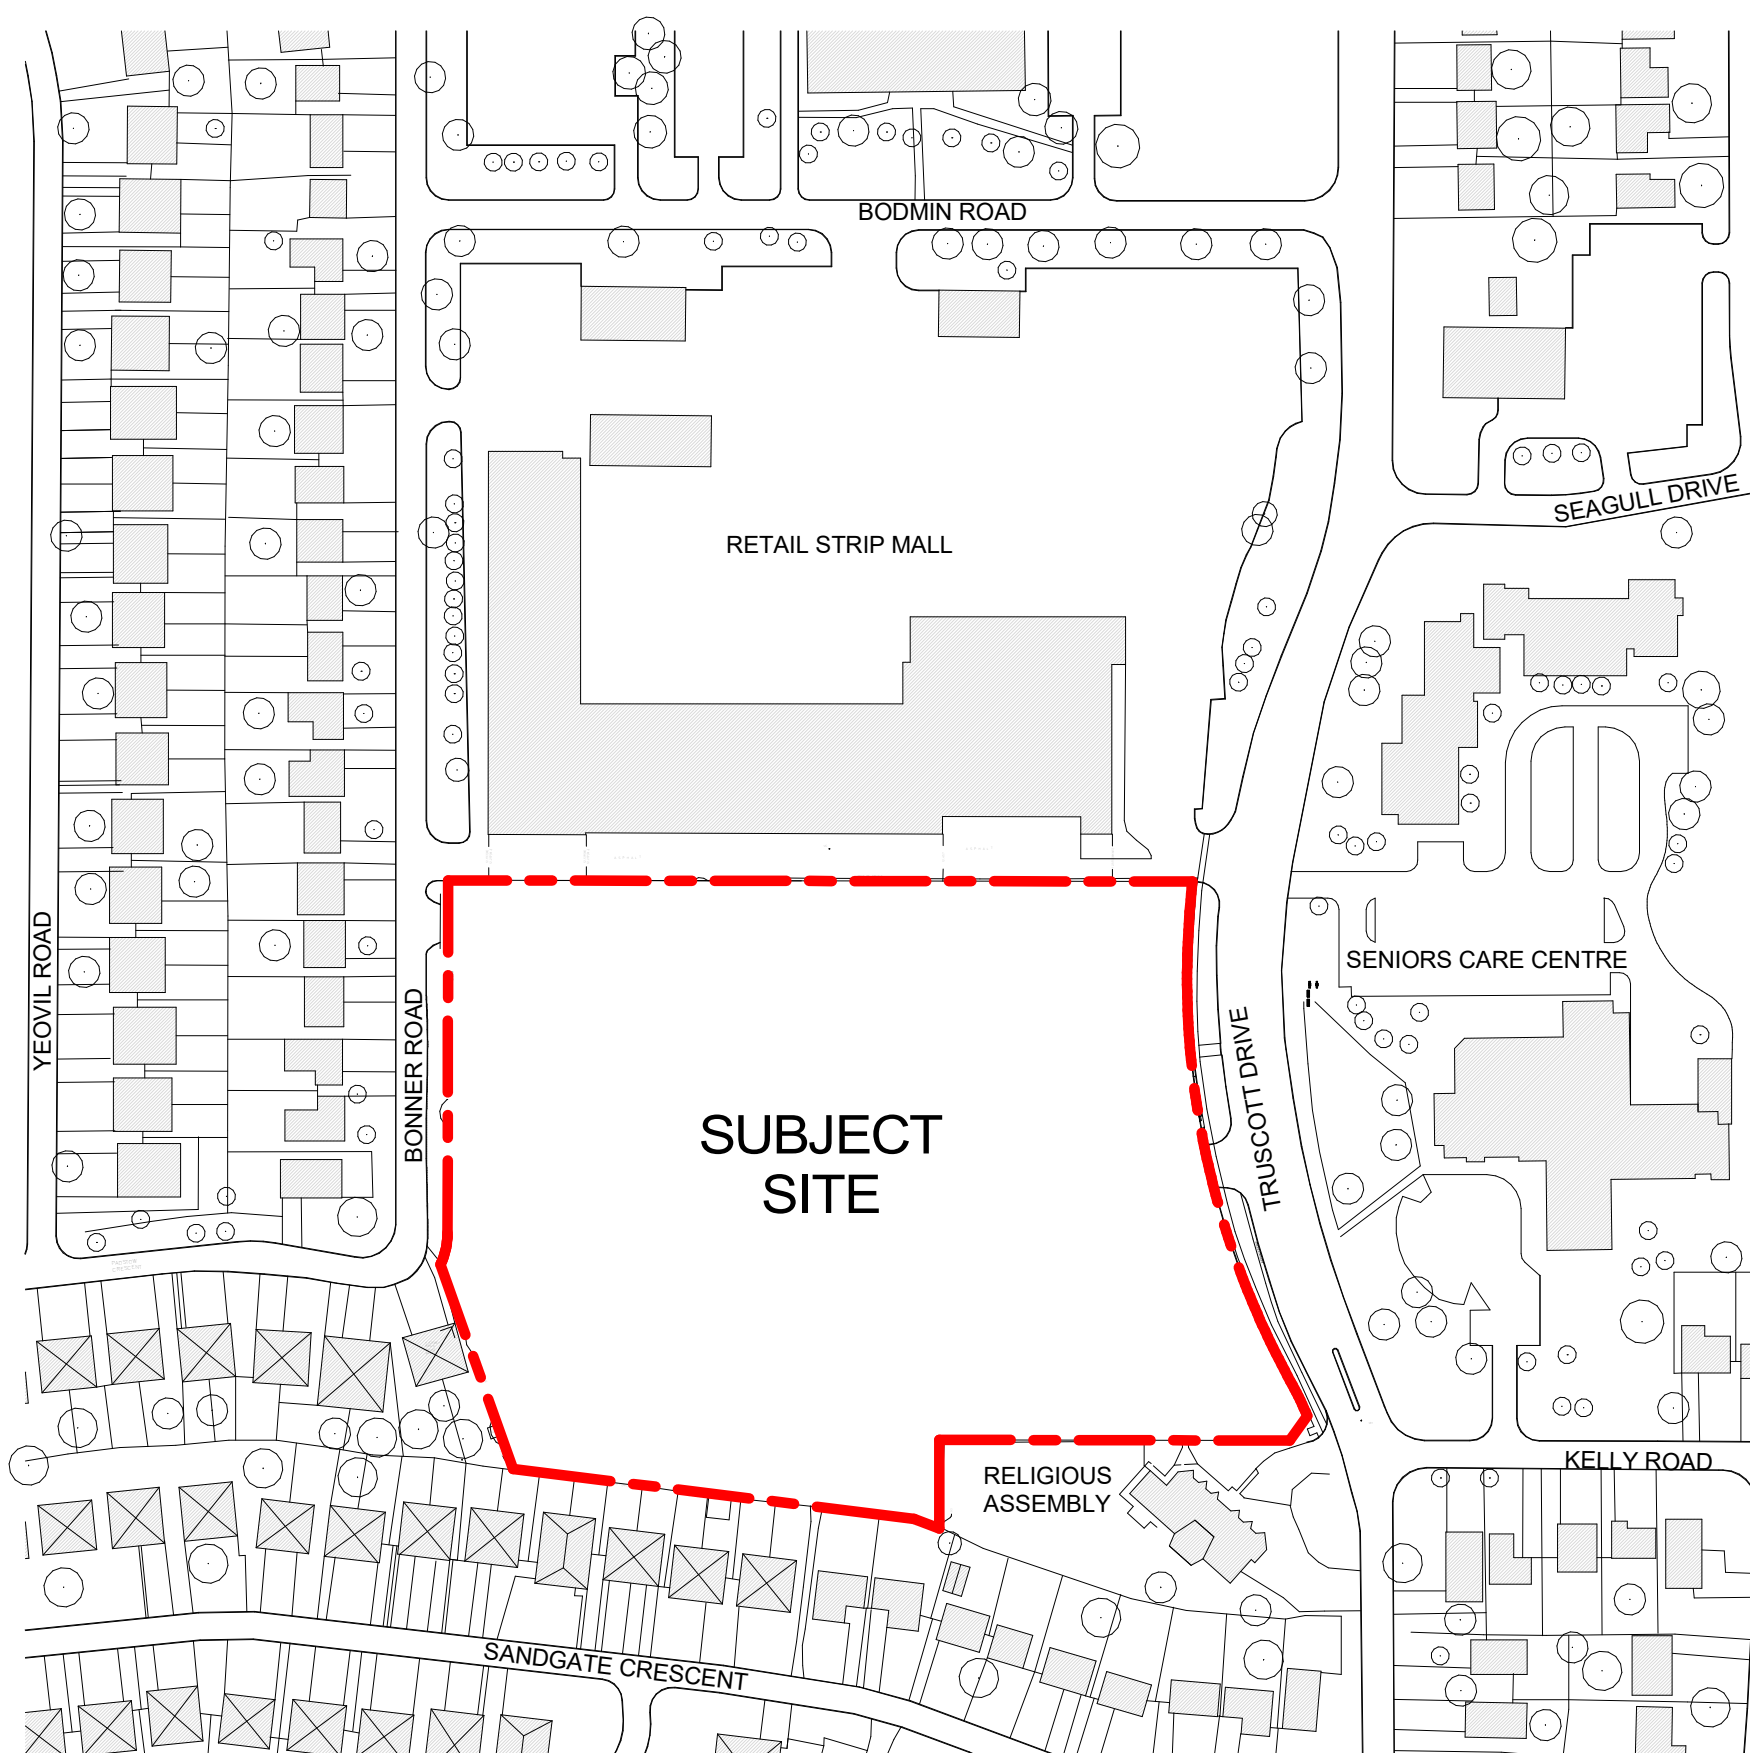 BODMIN ROAD
SEAGULL DRIVE
RETAIL STRIP MALL
YEOVIL ROAD
SENIORS CARE CENTRE
BONNER ROAD
TRUSCOTT DRIVE
SUBJECT
SITE
KELLY ROAD
RELIGIOUS
ASSEMBLY
SANDGATE CRESCENT